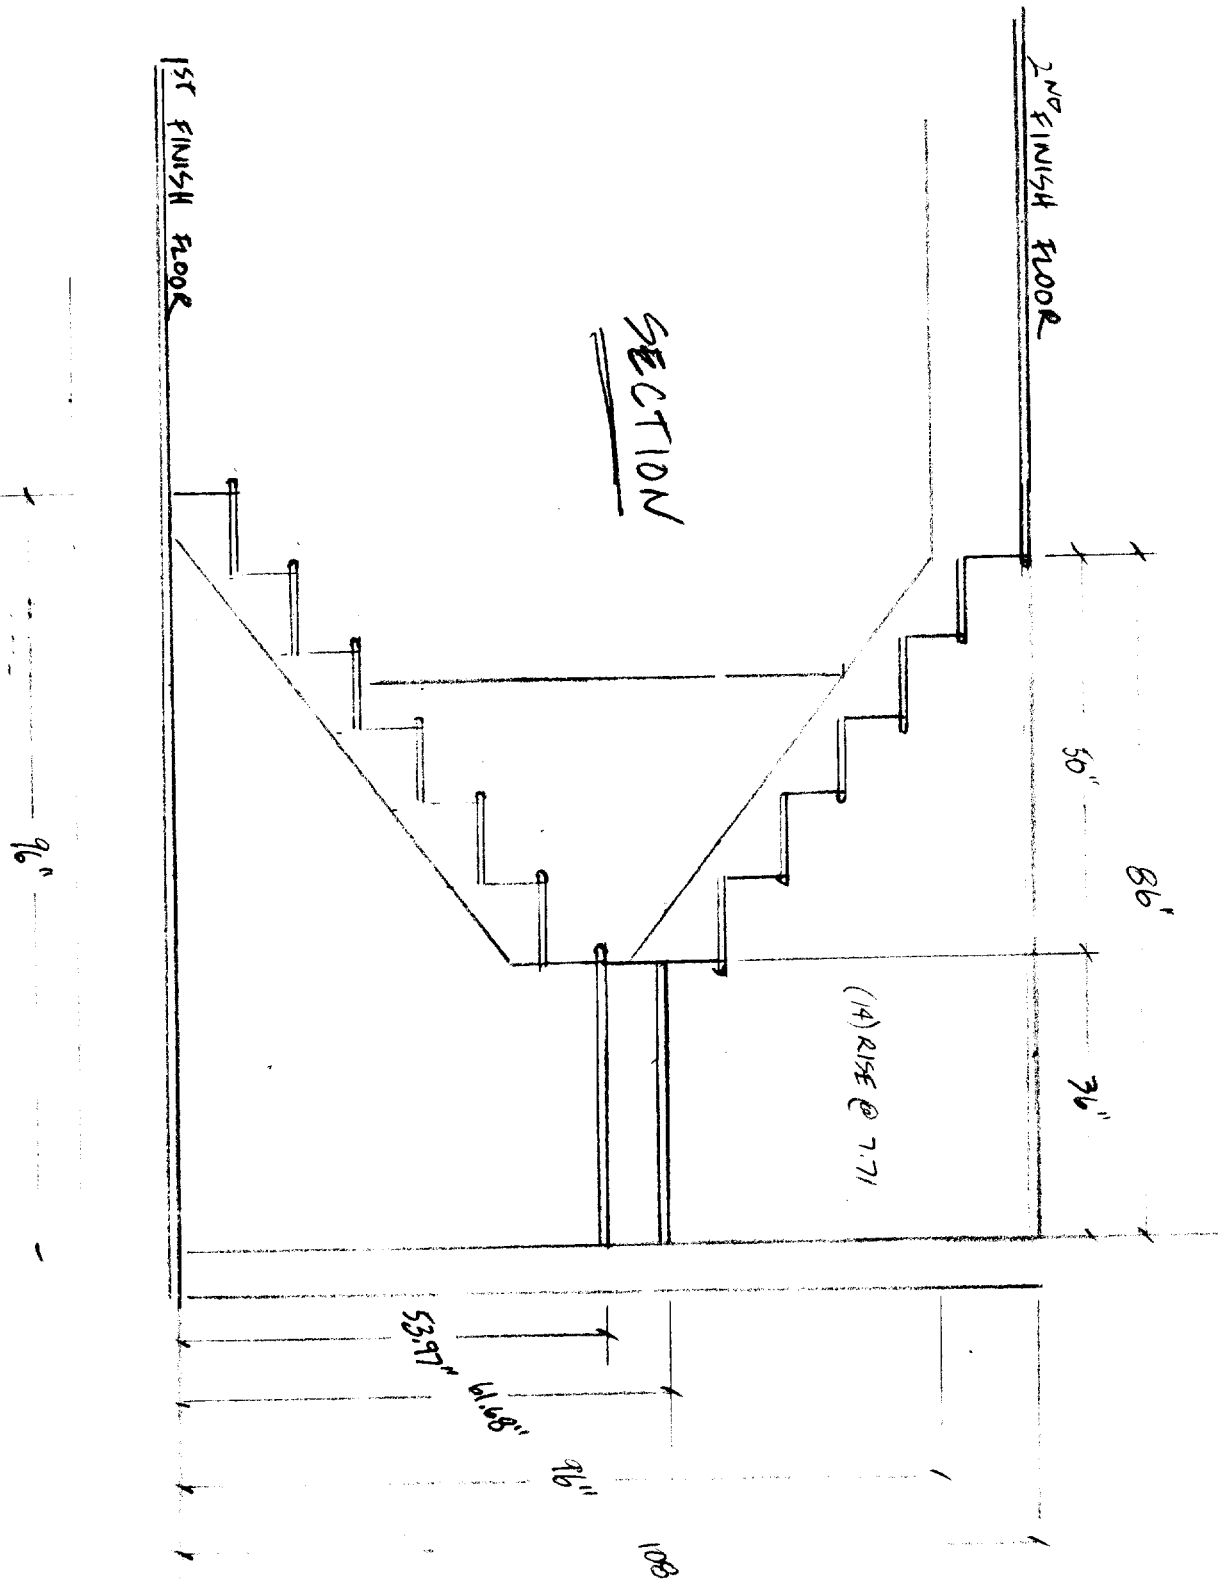 86"
50"
36"
2ND FINISH FLOOR
(14) RISE @ 7.71
96"
108
SECTION
61.68"
53.97"
1ST FINISH FLOOR
96"